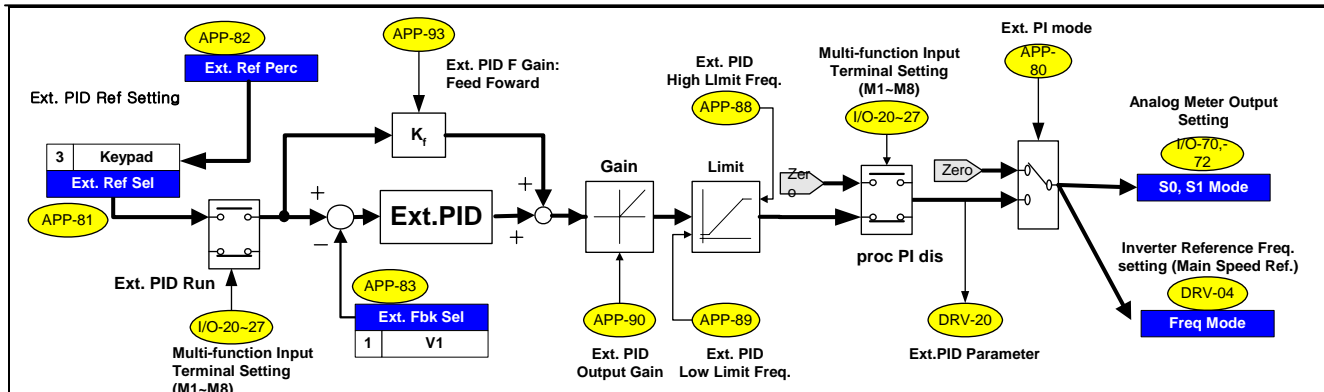 APP-82
Ext. Ref Perc
Ext. PID Ref Setting
3 Keypad
Ext. Ref Sel
APP-81
Ext. PID Run
I/O-20~27
Multi-function Input
Terminal Setting
(M1~M8)
APP-93
Ext. PID F Gain:
Feed Foward
Kf
+
−
Ext.PID
+
+
APP-83
Ext. Fbk Sel
1 V1
Gain
APP-90
Ext. PID
Output Gain
Ext. PID
High LImit Freq.
APP-88
Limit
APP-89
Ext. PID
Low Limit Freq.
Multi-function Input
Terminal Setting
(M1~M8)
I/O-20~27
Zer
o
proc PI dis
Zero
DRV-20
Ext.PID Parameter
Ext. PI mode
APP-
80
Analog Meter Output
Setting
I/O-70,-
72
S0, S1 Mode
Inverter Reference Freq.
setting (Main Speed Ref.)
DRV-04
Freq Mode